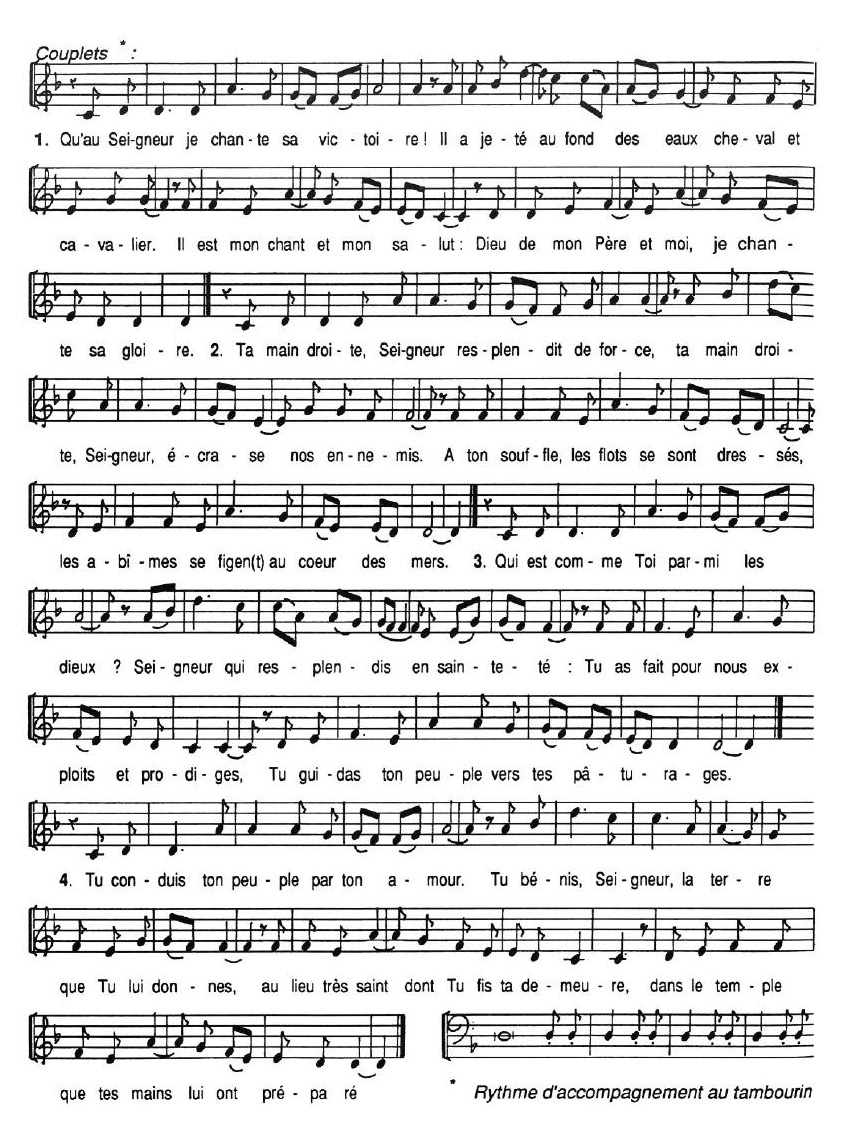 Couplets * :
1. Qu'au Sei-gneur je chan - te sa vic - toi - re ! Il a je - té au fond des eaux che - val et
ca - va - lier. Il est mon chant et mon sa - lut : Dieu de mon Père et moi, je chan -
te sa gloi - re. 2. Ta main droi - te, Sei-gneur res - plen - dit de for - ce, ta main droi -
te, Sei-gneur, é - cra - se nos en - ne - mis. A ton souf - fle, les flots se sont dres - sés,
les a - bî - mes se figen(t) au coeur des mers. 3. Qui est com - me Toi par - mi les
dieux ? Sei - gneur qui res - plen - dis en sain - te - té : Tu as fait pour nous ex -
ploits et pro - di - ges, Tu gui - das ton peu - ple vers tes pâ - tu - ra - ges.
4. Tu con - duis ton peu - ple par ton a - mour. Tu bé - nis, Sei - gneur, la ter - re
que Tu lui don - nes, au lieu très saint dont Tu fis ta de - meu - re, dans le tem - ple
que tes mains lui ont pré - pa ré
* Rythme d'accompagnement au tambourin